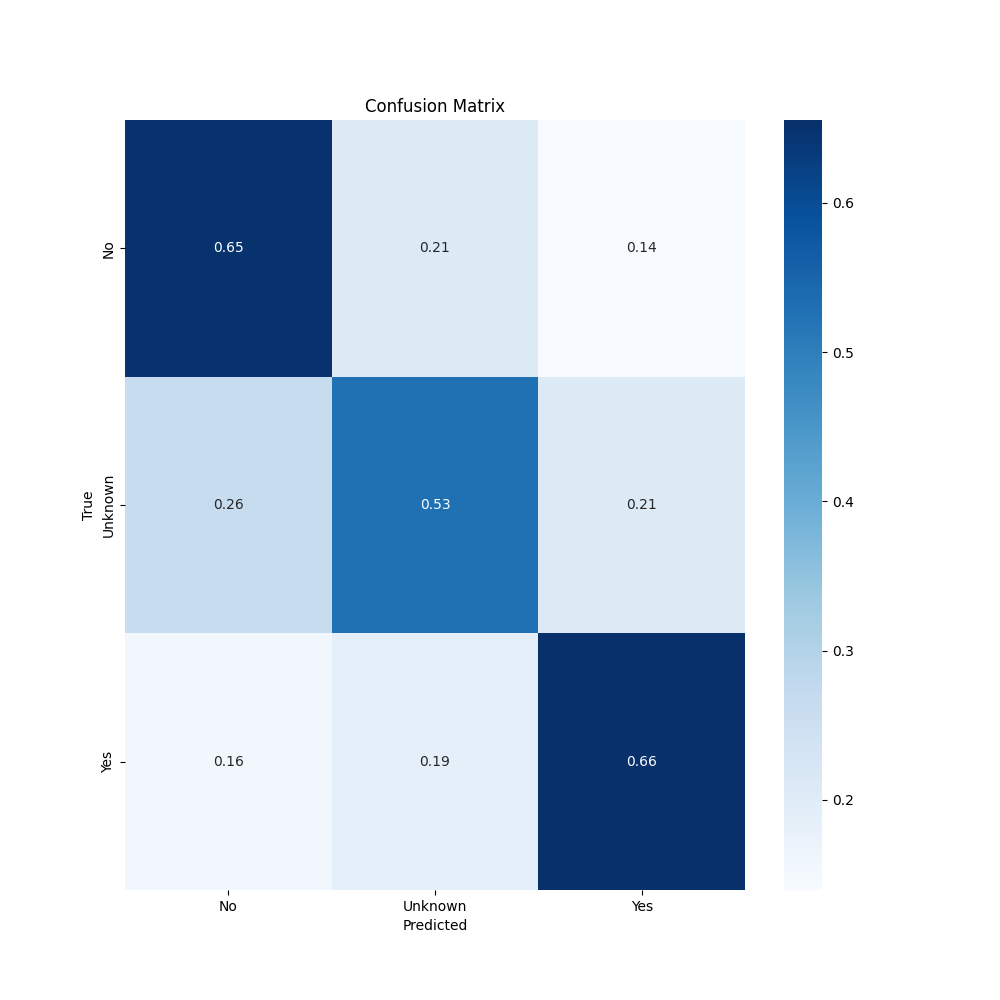 Confusion Matrix
No
0.65
0.21
0.14
True
Unknown
0.26
0.53
0.21
Yes
0.16
0.19
0.66
No
Unknown
Yes
Predicted
0.6
0.5
0.4
0.3
0.2